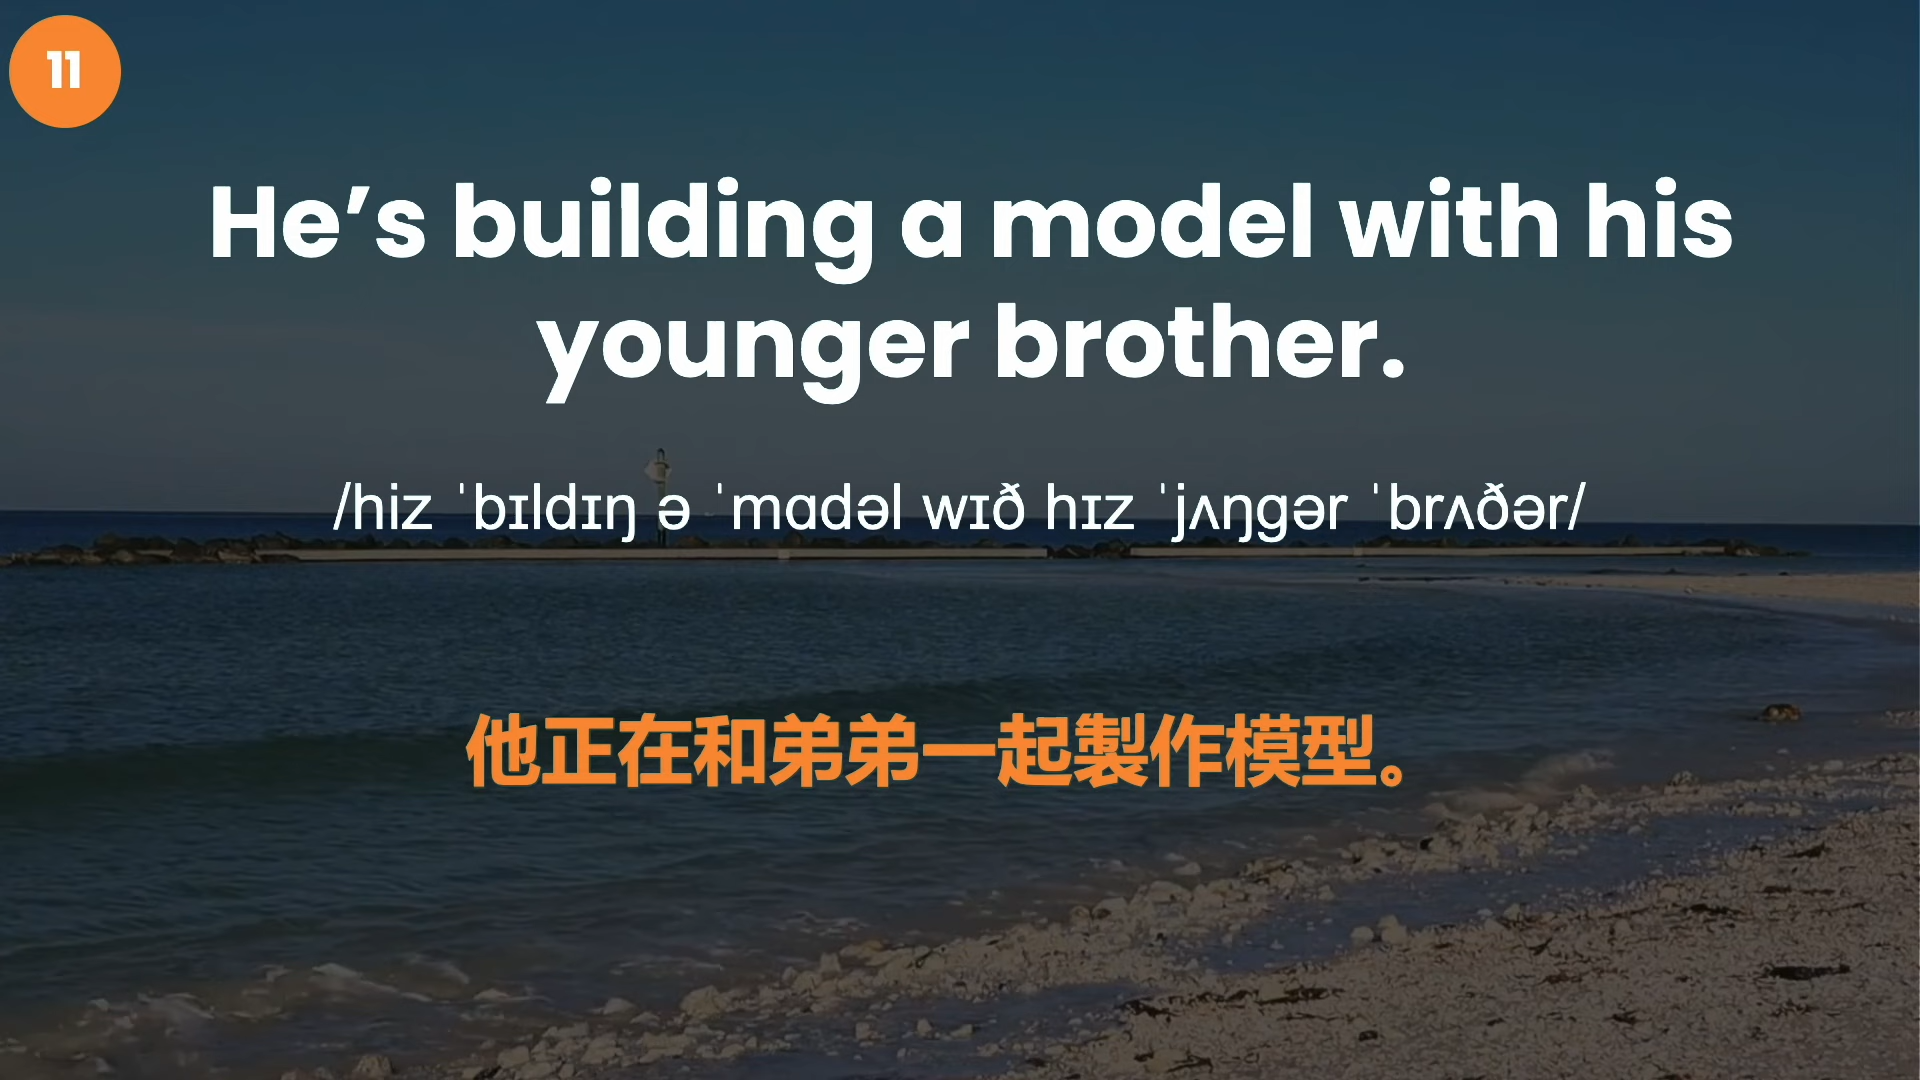 11
He’s building a model with his
younger brother.
/hiz ˈbɪldɪŋ ə ˈmɑdəl wɪð hɪz ˈjʌŋgər ˈbrʌðər/
他正在和弟弟一起製作模型。